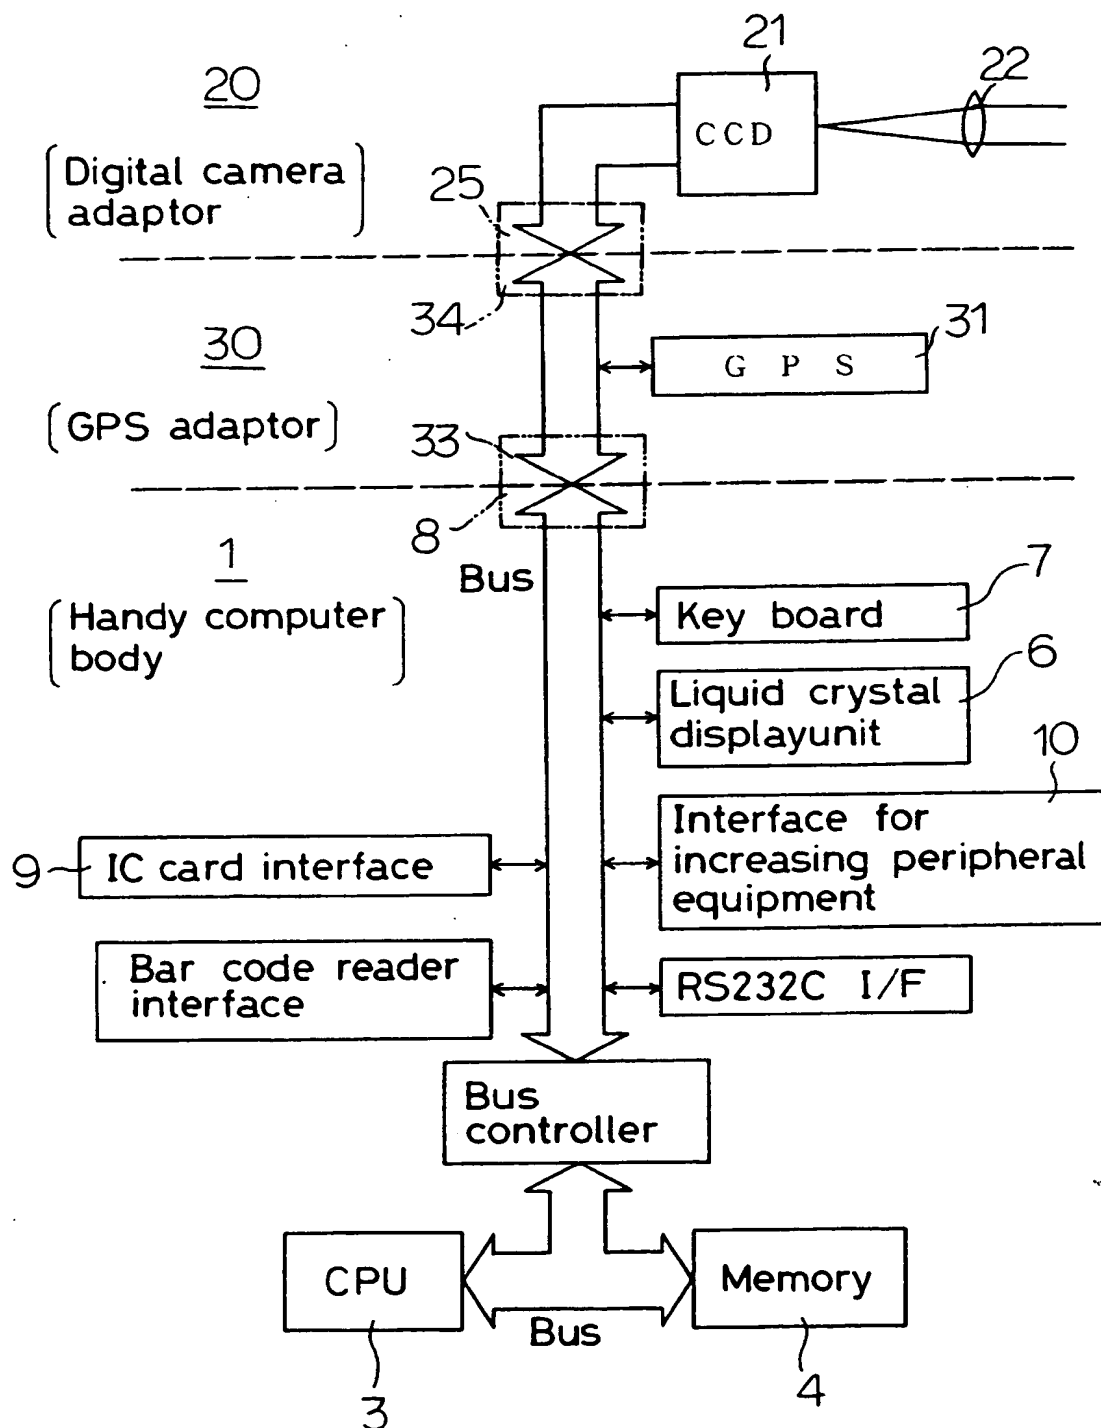 21
20
22
CCD
Digital camera
adaptor
25
34
31
30
G P S
GPS adaptor
33
8
1
Bus
7
Key board
Handy computer
body
6
Liquid crystal
displayunit
10
Interface for
increasing peripheral
equipment
9
IC card interface
Bar code reader
interface
RS232C I/F
Bus
controller
CPU
Memory
Bus
3
4